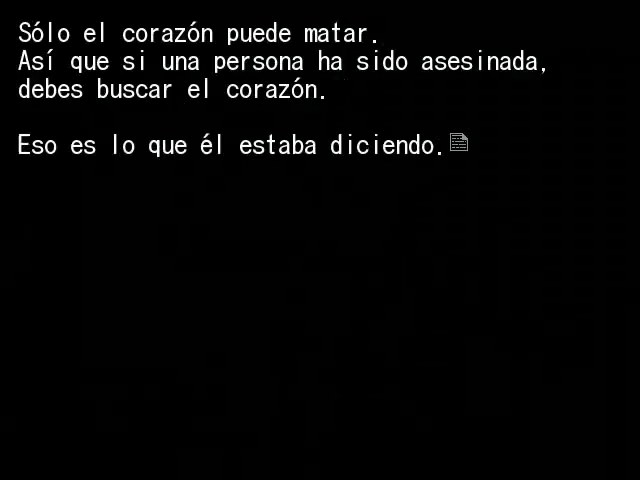 Sólo el corazón puede matar.
Así que si una persona ha sido asesinada,
debes buscar el corazón.
Eso es lo que él estaba diciendo.